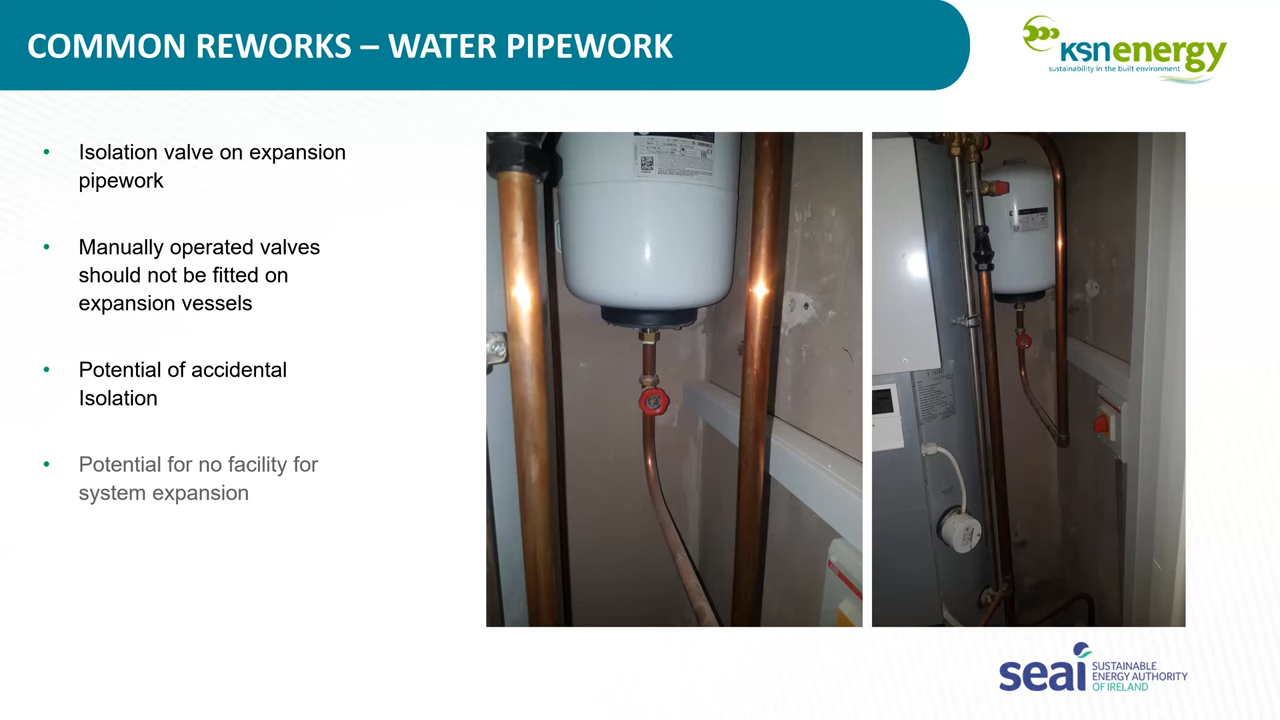 COMMON REWORKS – WATER PIPEWORK
KSNenergy
sustainability in the built environment
• Isolation valve on expansion
pipework
• Manually operated valves
should not be fitted on
expansion vessels
• Potential of accidental
Isolation
• Potential for no facility for
system expansion
seai SUSTAINABLE
ENERGY AUTHORITY
OF IRELAND